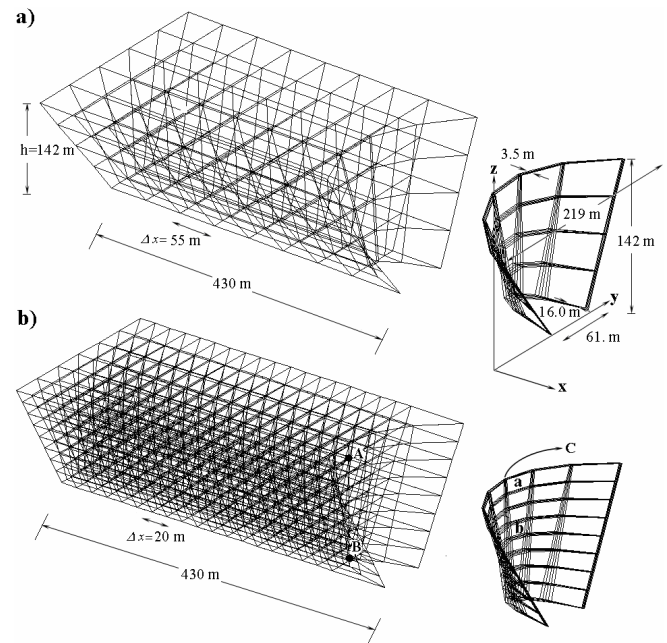 a)
h=142 m
Δx= 55 m
430 m
3.5 m
z
219 m
142 m
y
16.0 m
61. m
x
b)
A
B
Δx=20 m
430 m
C
a
b